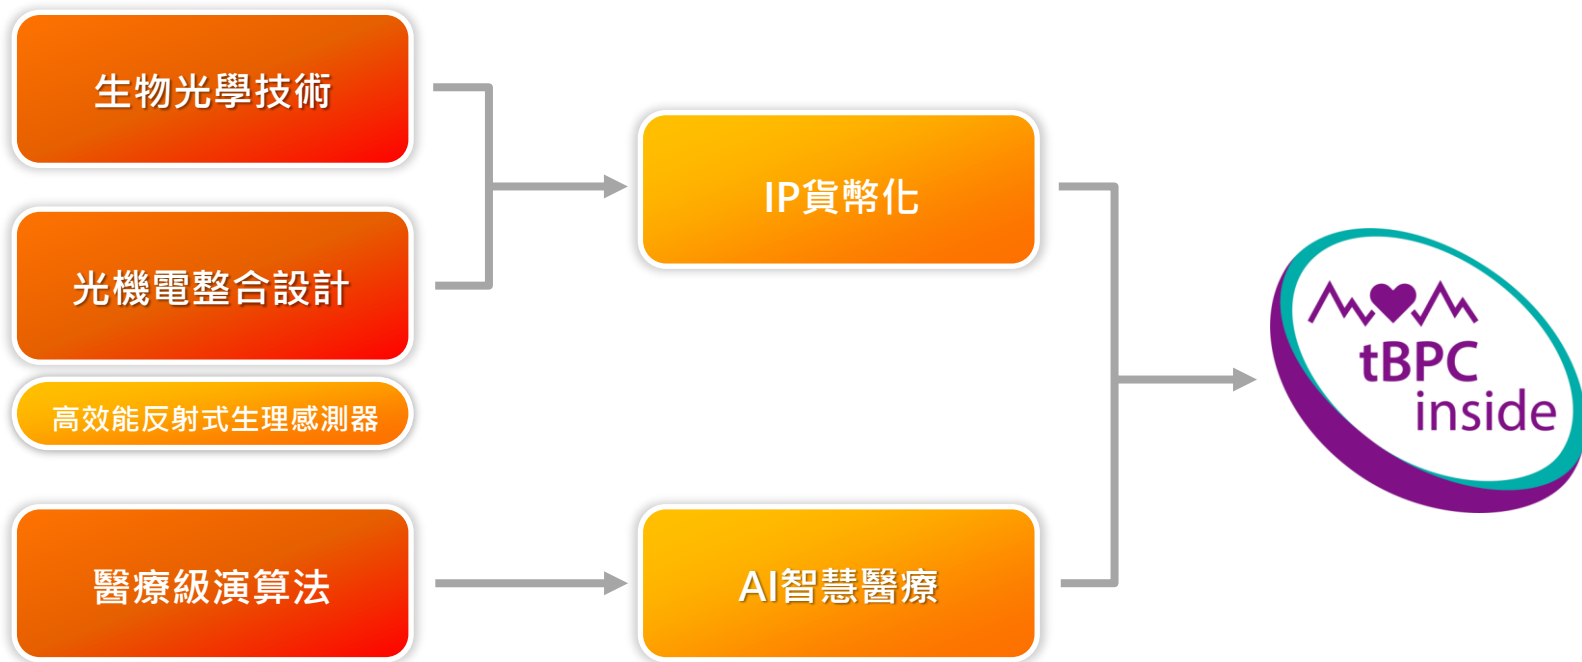 生物光學技術
光機電整合設計
高效能反射式生理感測器
醫療級演算法
IP貨幣化
AI智慧醫療
tBPC
inside